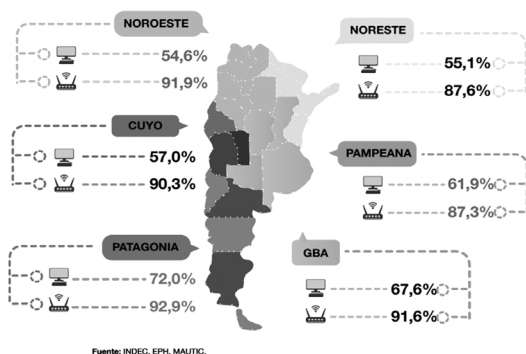 NOROESTE
54,6%
91,9%
NORESTE
55,1%
87,6%
CUYO
57,0%
90,3%
PAMPEANA
61,9%
87,3%
PATAGONIA
72,0%
92,9%
GBA
67,6%
91,6%
Fuente: INDEC, EPH, MAUTIC.